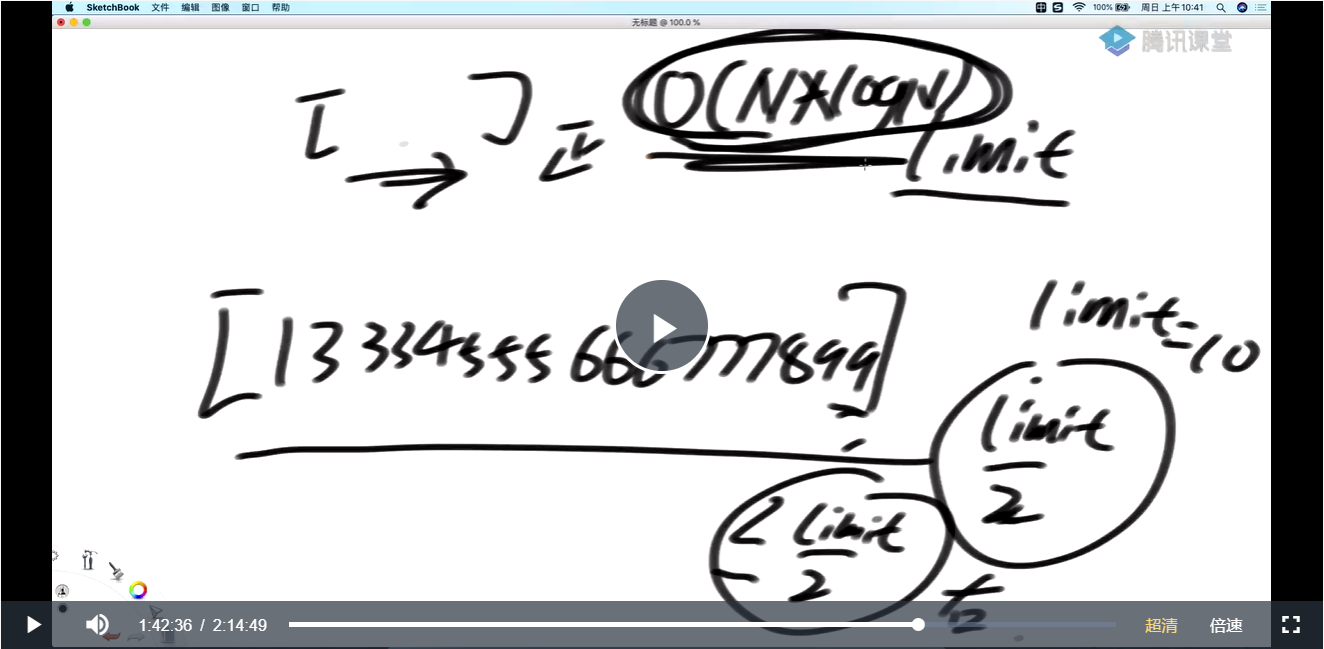 SketchBook 文件 编辑 图像 窗口 帮助 100% 周日 上午10:41
无标题 @ 100.0 %
腾讯课堂
[ ] O(N*logN)
limit
[ 1 3 3 3 4 5 5 5 6 6 6 7 7 7 8 9 9 ]
limit=10
limit
2
≤ limit
2
1:42:36 / 2:14:49 超清 倍速